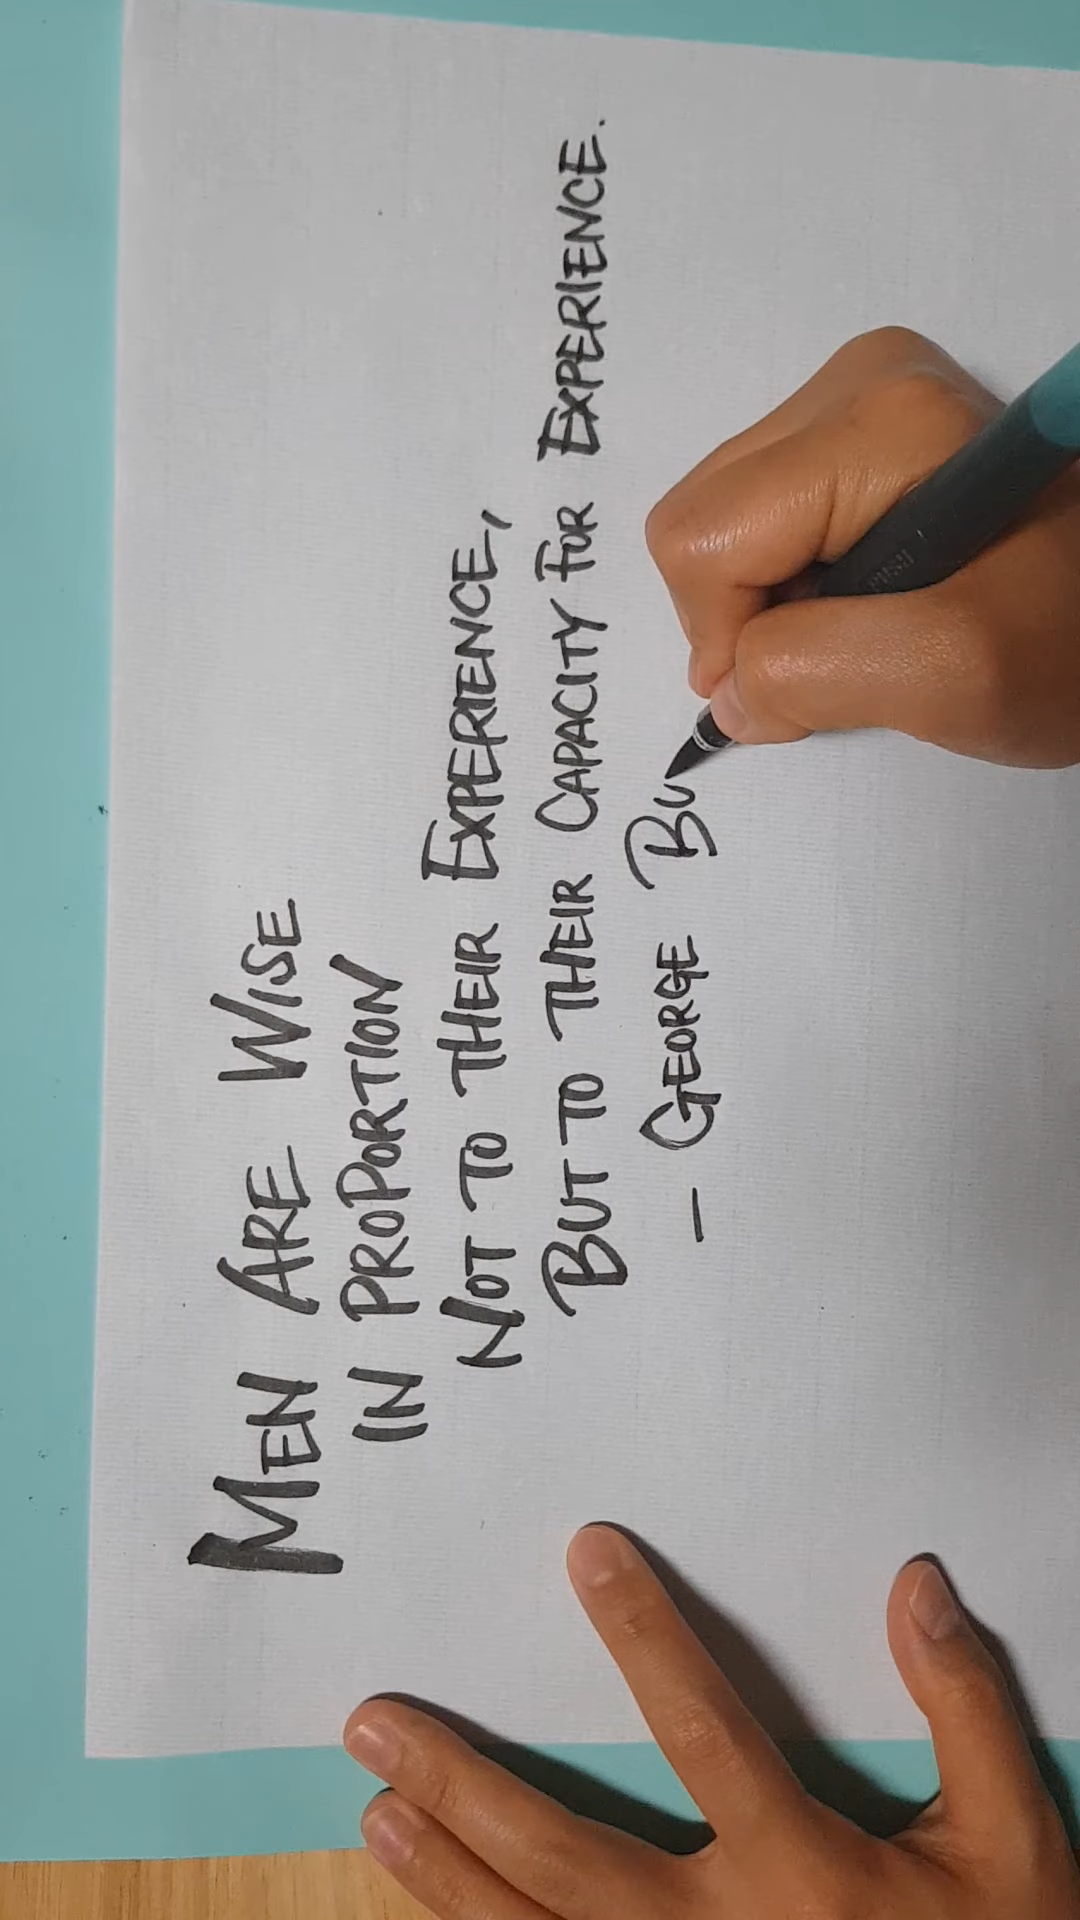 MEN ARE WISE
IN PROPORTION
NOT TO THEIR EXPERIENCE,
BUT TO THEIR CAPACITY FOR EXPERIENCE.
— GEORGE BU